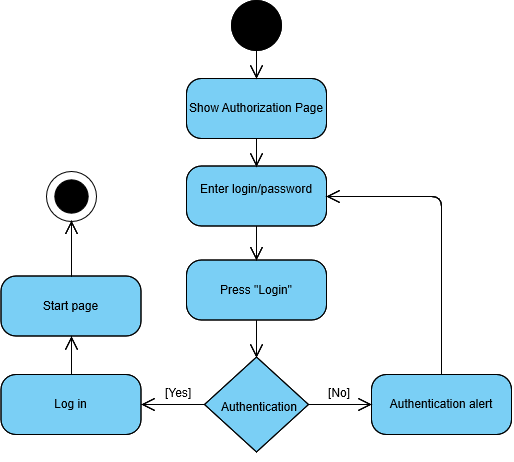 Show Authorization Page
Enter login/password
Press "Login"
Start page
[Yes]
[No]
Log in
Authentication
Authentication alert